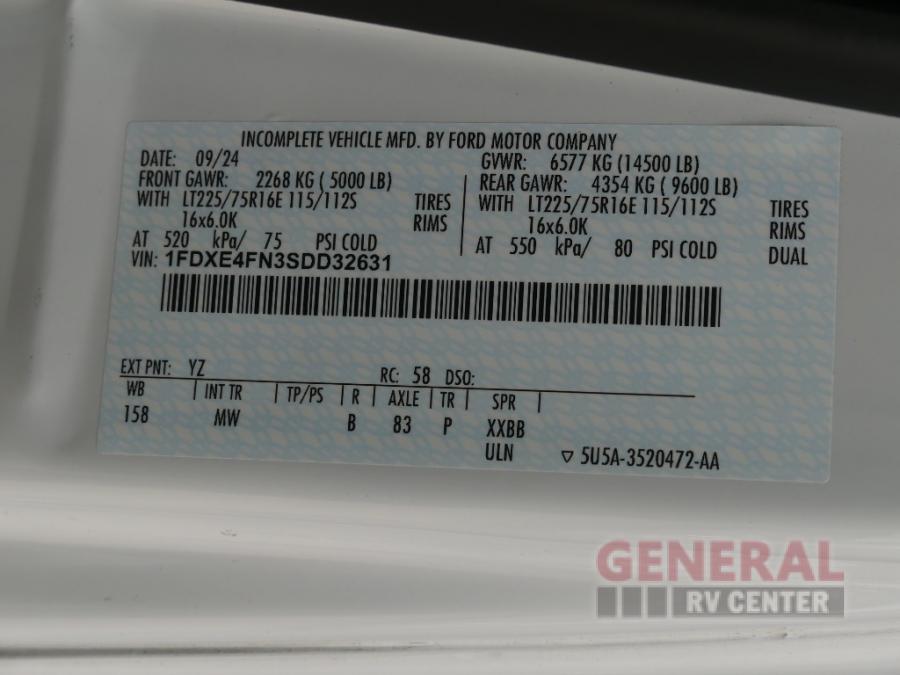 INCOMPLETE VEHICLE MFD. BY FORD MOTOR COMPANY
DATE: 09/24 GVWR: 6577 KG (14500 LB)
FRONT GAWR: 2268 KG ( 5000 LB) REAR GAWR: 4354 KG ( 9600 LB)
WITH LT225/75R16E 115/112S TIRES WITH LT225/75R16E 115/112S TIRES
16x6.0K RIMS 16x6.0K RIMS
AT 520 kPa/ 75 PSI COLD AT 550 kPa/ 80 PSI COLD DUAL
VIN: 1FDXE4FN3SDD32631
EXT PNT: YZ RC: 58 DSO:
WB | INT TR | TP/PS | R | AXLE | TR | SPR |
158 MW B 83 P XXBB
ULN ▽ 5U5A-3520472-AA
GENERAL
RV CENTER